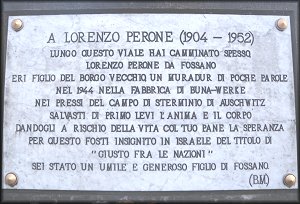 A LORENZO PERONE (1904 - 1952)
LUNGO QUESTO VIALE HAI CAMMINATO SPESSO
LORENZO PERONE DA FOSSANO
ERI FIGLIO DEL BORGO VECCHIO, UN MURADUR DI POCHE PAROLE
NEL 1944 NELLA FABBRICA DI BUNA-WERKE
NEI PRESSI DEL CAMPO DI STERMINIO DI AUSCHWITZ
SALVASTI DI PRIMO LEVI L'ANIMA E IL CORPO
DANDOGLI A RISCHIO DELLA VITA COL TUO PANE LA SPERANZA
PER QUESTO FOSTI INSIGNITO IN ISRAELE DEL TITOLO DI
"GIUSTO FRA LE NAZIONI"
SEI STATO UN UMILE E GENEROSO FIGLIO DI FOSSANO.
(B.M.)